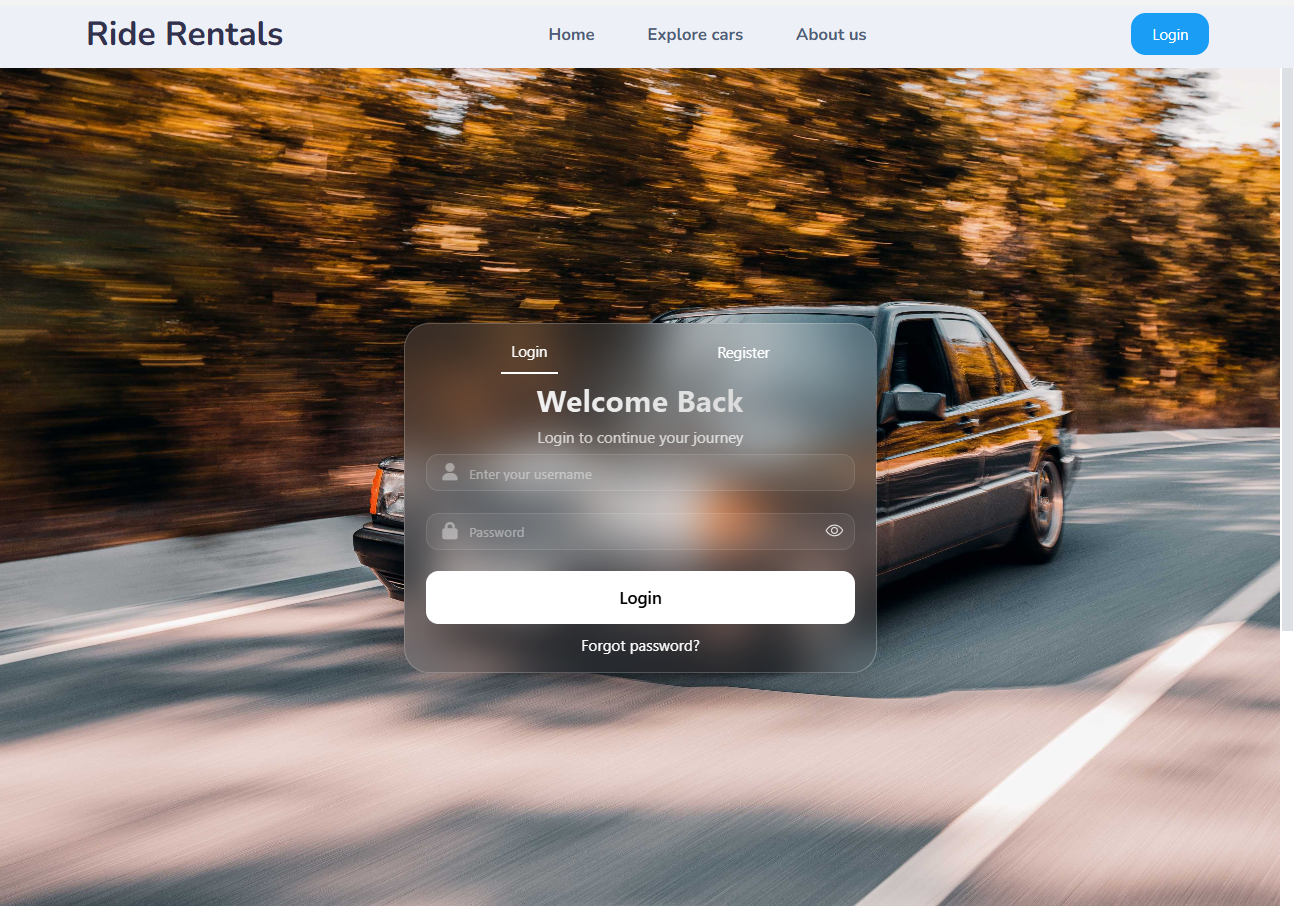 Ride Rentals
Home
Explore cars
About us
Login
Login
Register
Welcome Back
Login to continue your journey
Enter your username
Password
Login
Forgot password?